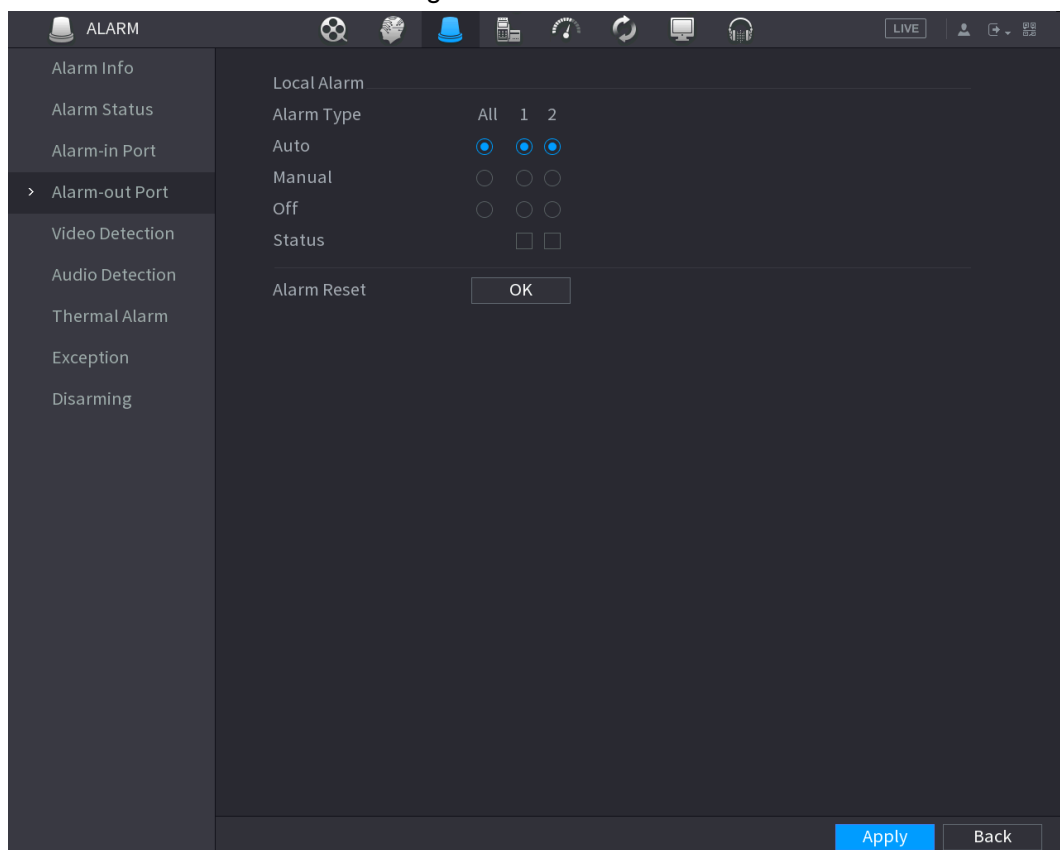 ALARM LIVE
Alarm Info
Alarm Status
Alarm-in Port
Alarm-out Port
Video Detection
Audio Detection
Thermal Alarm
Exception
Disarming
Local Alarm
Alarm Type All 1 2
Auto
Manual
Off
Status
Alarm Reset OK
Apply Back